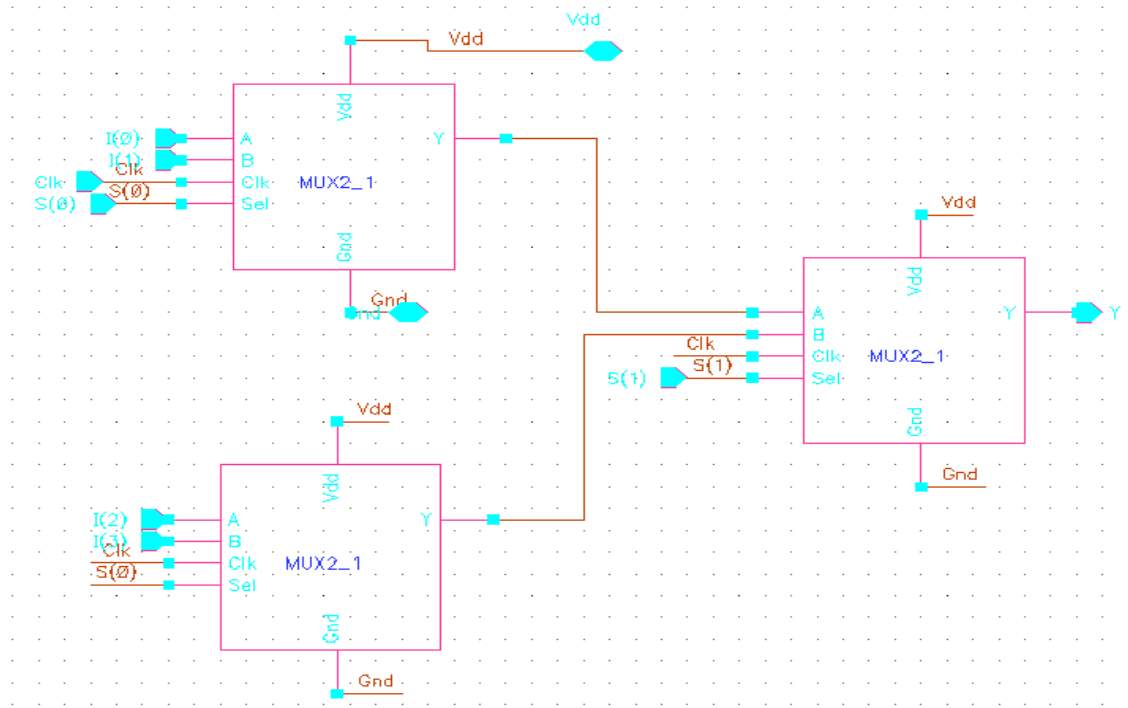 Vdd
Vdd
Vdd
I(0) A Y
I(1) B
Clk Clk Clk MUX2_1
S(0) S(0) Sel
Gnd
Gnd
Gnd
Vdd
Vdd
A Y Y
B
Clk Clk MUX2_1
S(1) S(1) Sel
Gnd
Gnd
Vdd
Vdd
I(2) A Y
I(3) B
Clk Clk MUX2_1
S(0) Sel
Gnd
Gnd